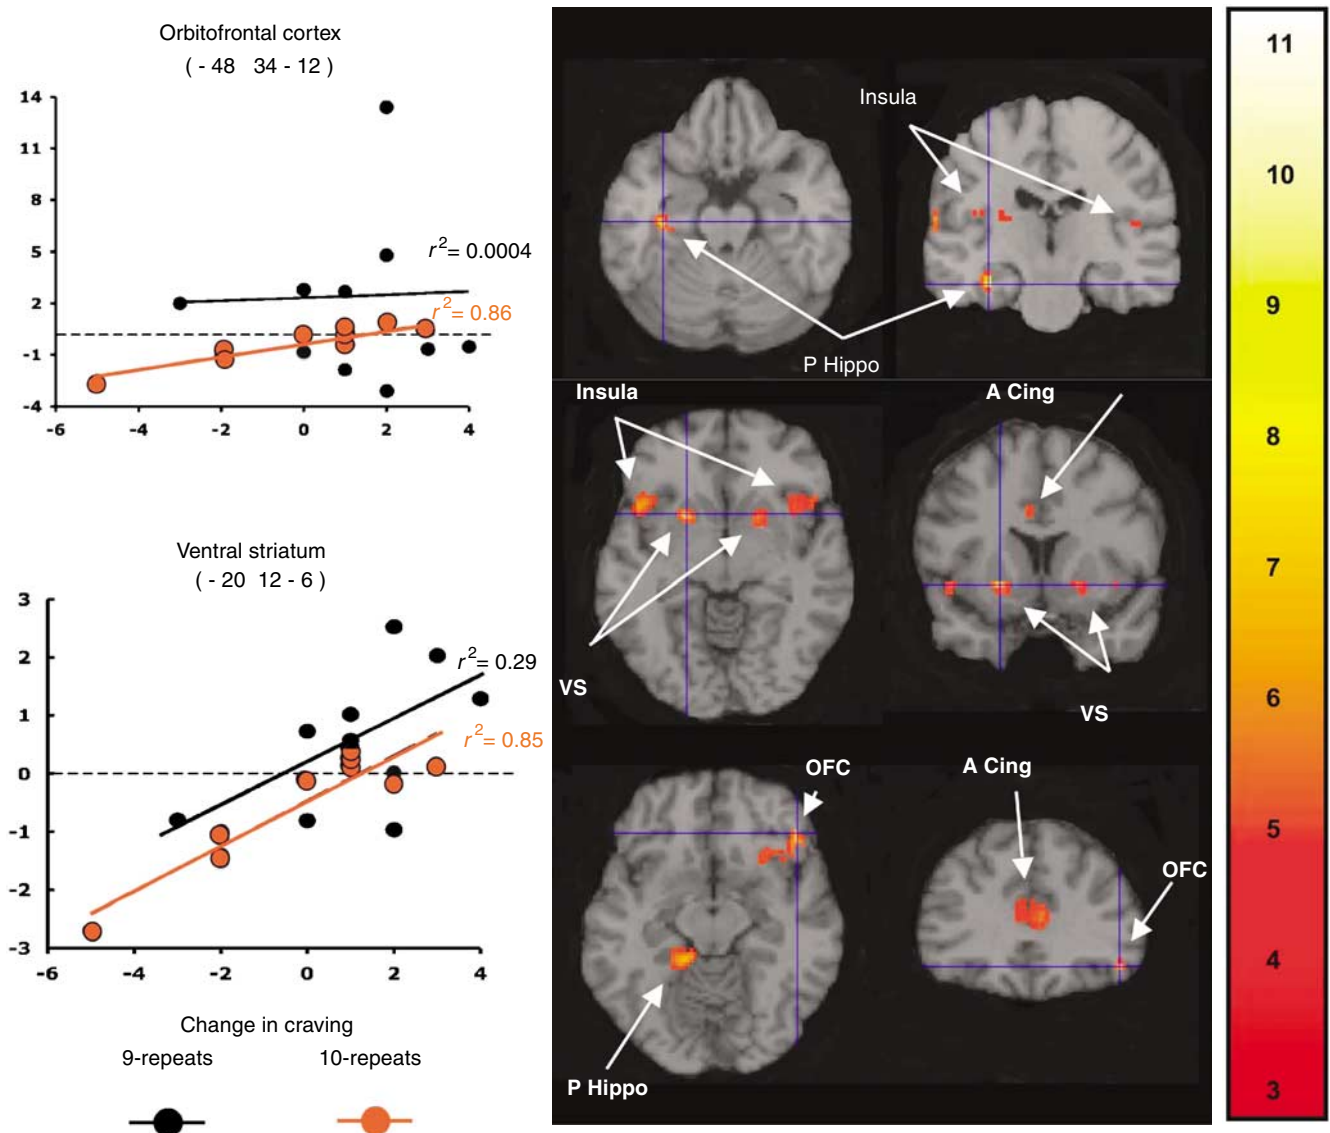 Orbitofrontal cortex
( - 48 34 - 12 )
14
11
8
5
2
-1
-4
r²= 0.0004
r²= 0.86
-6 -4 -2 0 2 4
Ventral striatum
( - 20 12 - 6 )
3
2
1
0
-1
-2
-3
r²= 0.29
r²= 0.85
-6 -4 -2 0 2 4
Change in craving
9-repeats 10-repeats
Insula
P Hippo
Insula
A Cing
VS
VS
OFC
A Cing
OFC
P Hippo
11
10
9
8
7
6
5
4
3